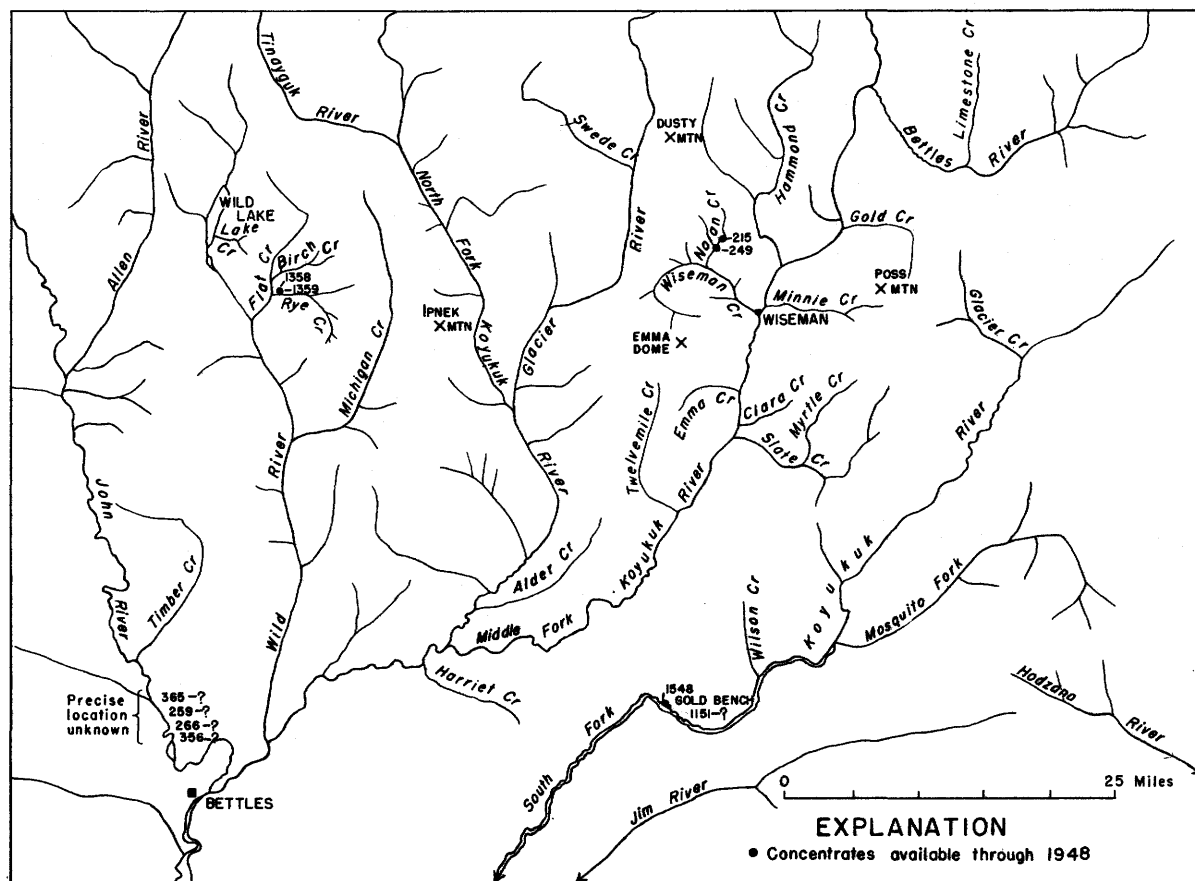 Tinayguk
River
Allen
River
WILD
LAKE
Lake
Cr
Flat Cr
Birch Cr
1358
-1359
Rye
Cr
Michigan Cr
North
Fork
Koyukuk
River
IPNEK
MTN
Swede Cr
Glacier
River
DUSTY
MTN
Hammond Cr
Nolan Cr
-215
-249
Wiseman Cr
WISEMAN
Minnie Cr
Gold Cr
POSS
MTN
Bettles
River
Limestone Cr
Glacier Cr
EMMA
DOME
Emma Cr
Clara Cr
Myrtle Cr
Slate Cr
Twelvemile Cr
Middle Fork
Koyukuk
River
Alder Cr
Harriet Cr
John
River
Timber Cr
Wild
River
Precise
location
unknown
365-?
259-?
266-?
356-?
BETTLES
Wilson Cr
South
Fork
Koyukuk
River
Mosquito Fork
1548
GOLD BENCH
1151-?
Jim River
Hodzana
River
0 25 Miles
EXPLANATION
• Concentrates available through 1948